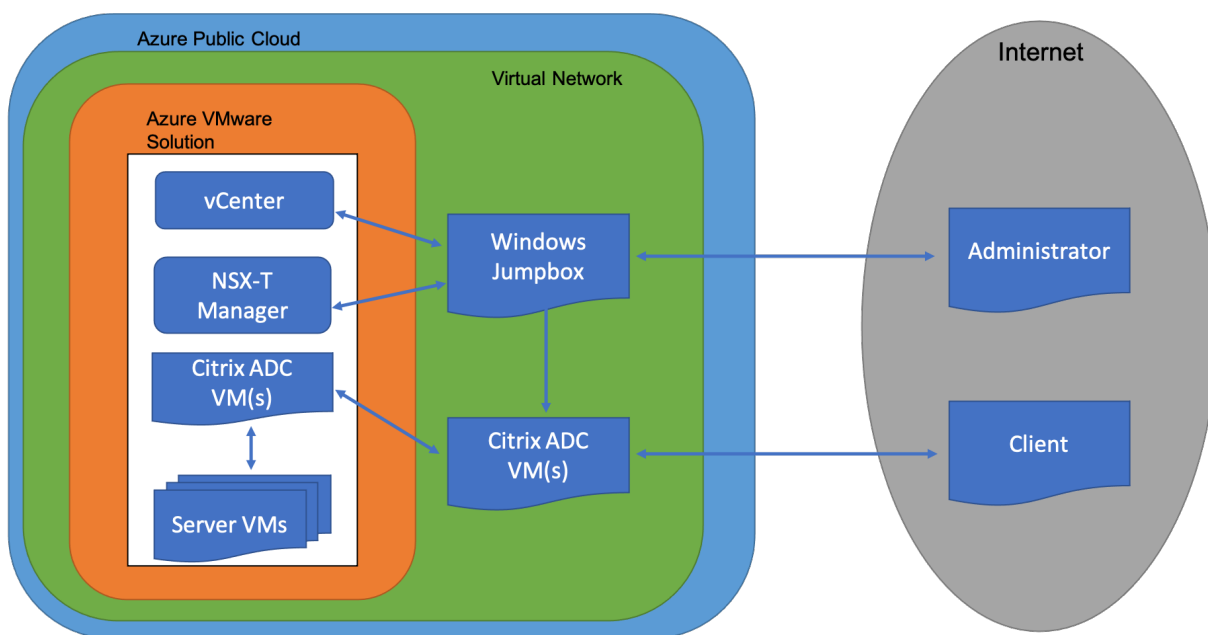 Azure Public Cloud
Virtual Network
Azure VMware
Solution
vCenter
NSX-T
Manager
Citrix ADC
VM(s)
Server VMs
Windows
Jumpbox
Citrix ADC
VM(s)
Internet
Administrator
Client